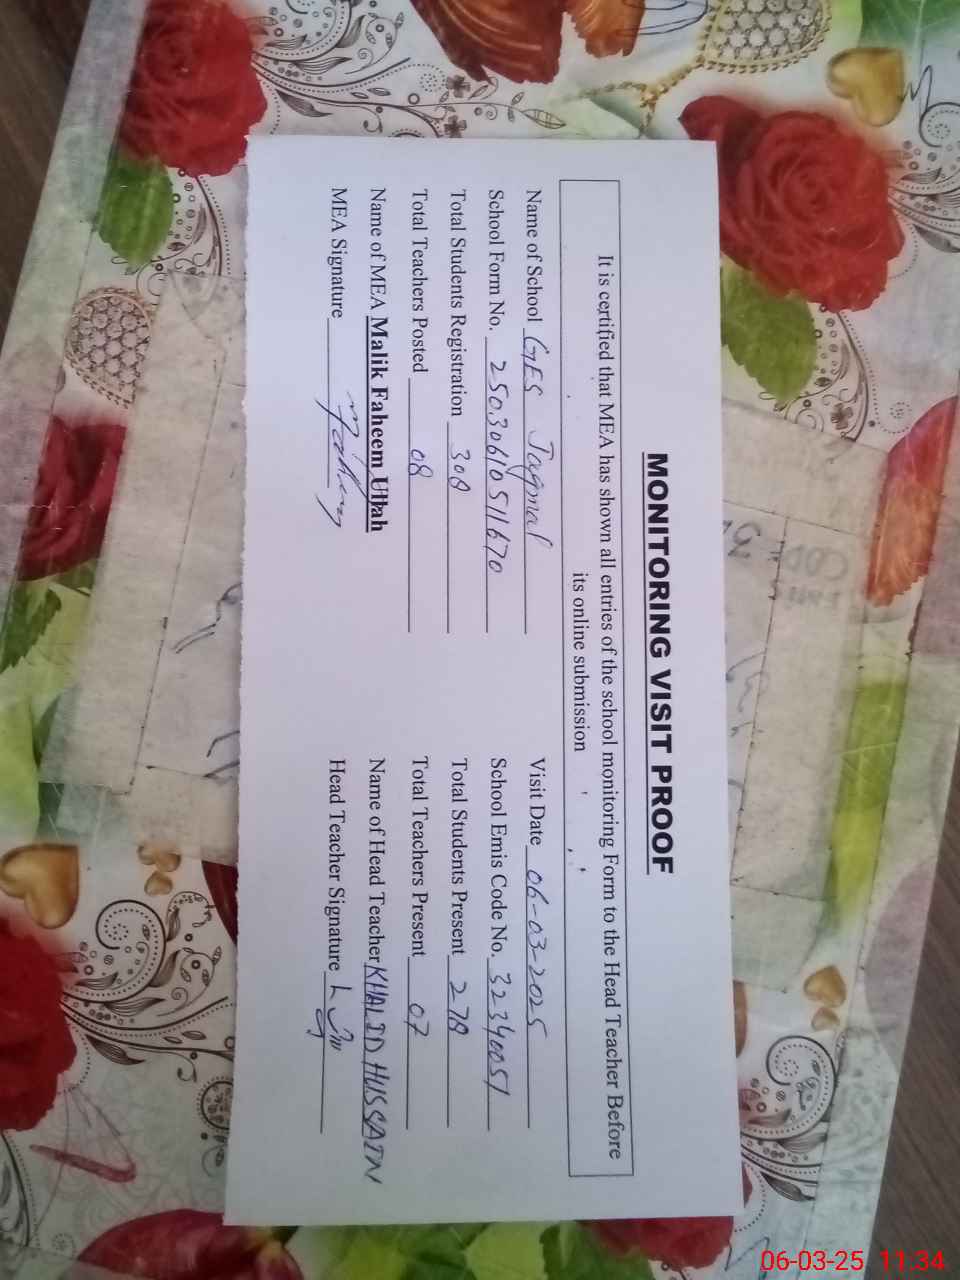 MONITORING VISIT PROOF
It is certified that MEA has shown all entries of the school monitoring Form to the Head Teacher Before
its online submission
Name of School GES Jagmal Visit Date 06-03-2025
School Form No. 25030610511670 School Emis Code No. 32340051
Total Students Registration 308 Total Students Present 278
Total Teachers Posted 08 Total Teachers Present 07
Name of MEA Malik Faheem Ullah Name of Head Teacher KHALID HUSSAIN
MEA Signature Head Teacher Signature
06-03-25 11:34